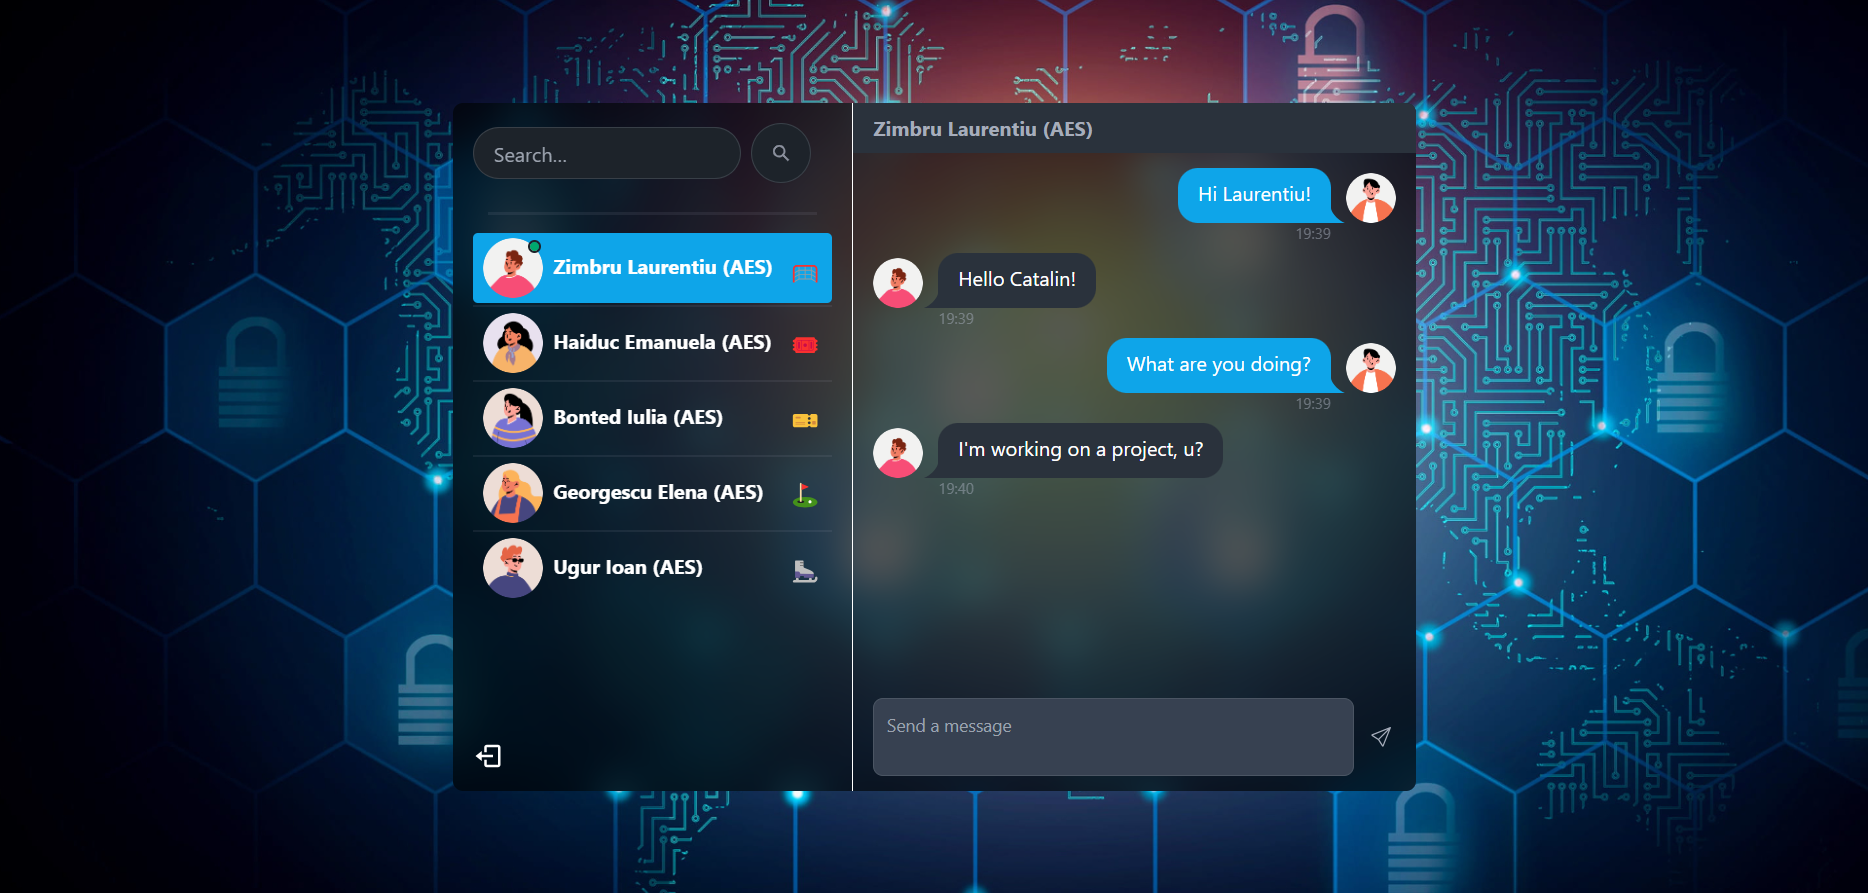 Search...
Zimbru Laurentiu (AES)
Haiduc Emanuela (AES)
Bonted Iulia (AES)
Georgescu Elena (AES)
Ugur Ioan (AES)
Zimbru Laurentiu (AES)
Hi Laurentiu!
19:39
Hello Catalin!
19:39
What are you doing?
19:39
I'm working on a project, u?
19:40
Send a message